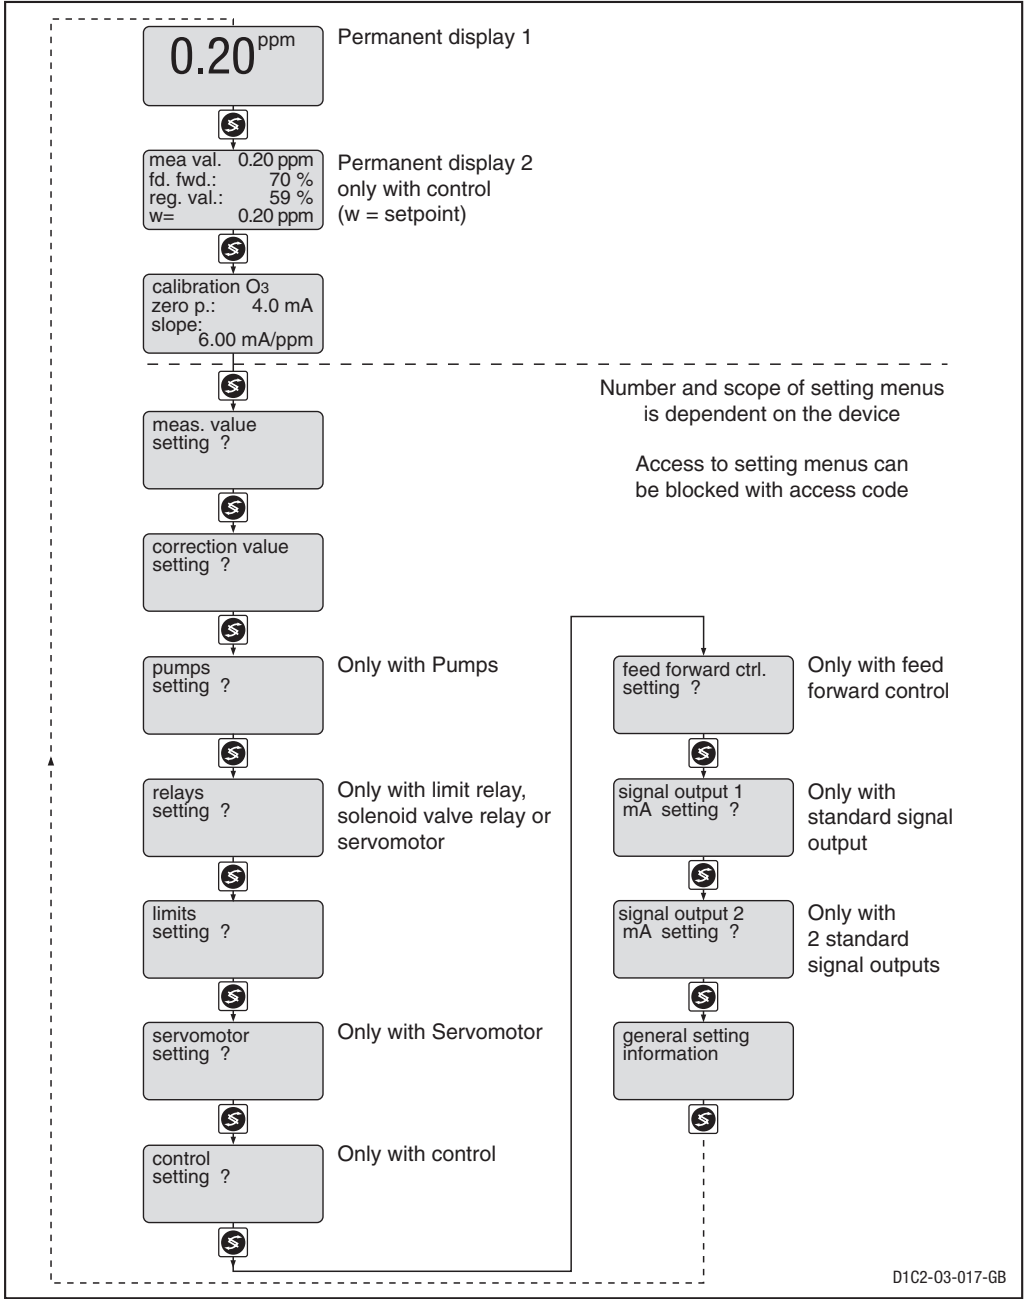 0.20 ppm
Permanent display 1
mea val. 0.20 ppm
fd. fwd.: 70 %
reg. val.: 59 %
w= 0.20 ppm
Permanent display 2
only with control
(w = setpoint)
calibration O3
zero p.: 4.0 mA
slope:
6.00 mA/ppm
Number and scope of setting menus
is dependent on the device
Access to setting menus can
be blocked with access code
meas. value
setting ?
correction value
setting ?
pumps
setting ?
Only with Pumps
relays
setting ?
Only with limit relay,
solenoid valve relay or
servomotor
limits
setting ?
servomotor
setting ?
Only with Servomotor
control
setting ?
Only with control
feed forward ctrl.
setting ?
Only with feed
forward control
signal output 1
mA setting ?
Only with
standard signal
output
signal output 2
mA setting ?
Only with
2 standard
signal outputs
general setting
information
D1C2-03-017-GB